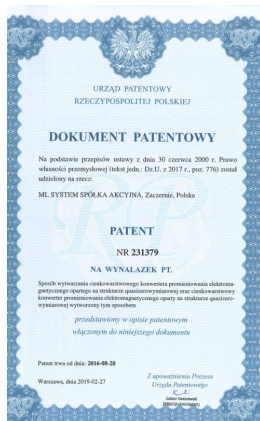 URZĄD PATENTOWY
RZECZYPOSPOLITEJ POLSKIEJ
DOKUMENT PATENTOWY
Na podstawie przepisów ustawy z dnia 30 czerwca 2000 r. Prawo
własności przemysłowej (tekst jedn.: Dz.U. z 2017 r., poz. 776) został
udzielony na rzecz:
ML SYSTEM SPÓŁKA AKCYJNA, Zaczernie, Polska
PATENT
NR 231379
NA WYNALAZEK PT.
Sposób wytwarzania cienkowarstwowego konwertera promieniowania elektroma-
gnetycznego opartego na strukturze quasizerowymiarowej oraz cienkowarstwowy
konwerter promieniowania elektromagnetycznego oparty na strukturze quasizero-
wymiarowej wytworzony tym sposobem
przedstawiony w opisie patentowym
włączonym do niniejszego dokumentu
Patent trwa od dnia: 2016-08-20
Z upoważnienia Prezesa
Warszawa, dnia 2019-02-27
Urzędu Patentowego